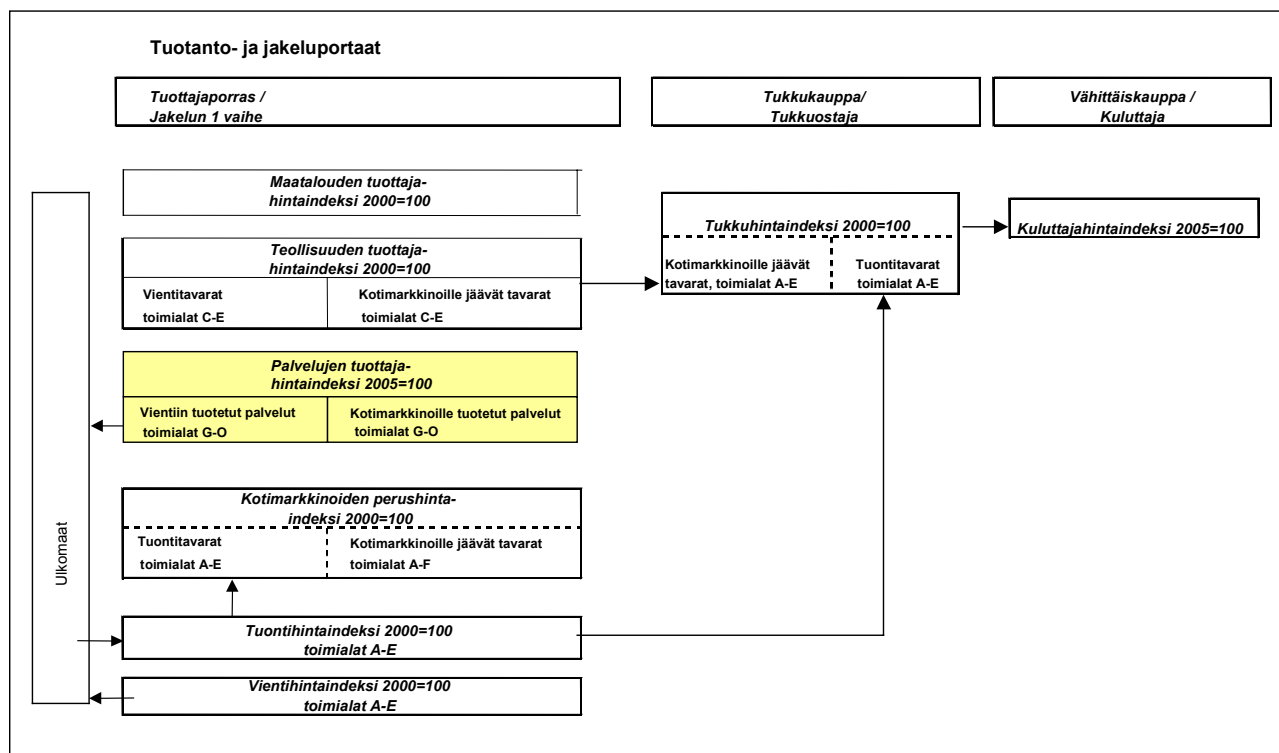 Tuotanto- ja jakeluportaat
Tuottajaporras /
Jakelun 1 vaihe
Tukkukauppa/
Tukkuostaja
Vähittäiskauppa /
Kuluttaja
Maatalouden tuottaja-
hintaindeksi 2000=100
Teollisuuden tuottaja-
hintaindeksi 2000=100
Vientitavarat
toimialat C-E
Kotimarkkinoille jäävät tavarat
toimialat C-E
Tukkuhintaindeksi 2000=100
Kotimarkkinoille jäävät
tavarat, toimialat A-E
Tuontitavarat
toimialat A-E
Kuluttajahintaindeksi 2005=100
Palvelujen tuottaja-
hintaindeksi 2005=100
Vientiin tuotetut palvelut
toimialat G-O
Kotimarkkinoille tuotetut palvelut
toimialat G-O
Kotimarkkinoiden perushinta-
indeksi 2000=100
Tuontitavarat
toimialat A-E
Kotimarkkinoille jäävät tavarat
toimialat A-F
Ulkomaat
Tuontihintaindeksi 2000=100
toimialat A-E
Vientihintaindeksi 2000=100
toimialat A-E